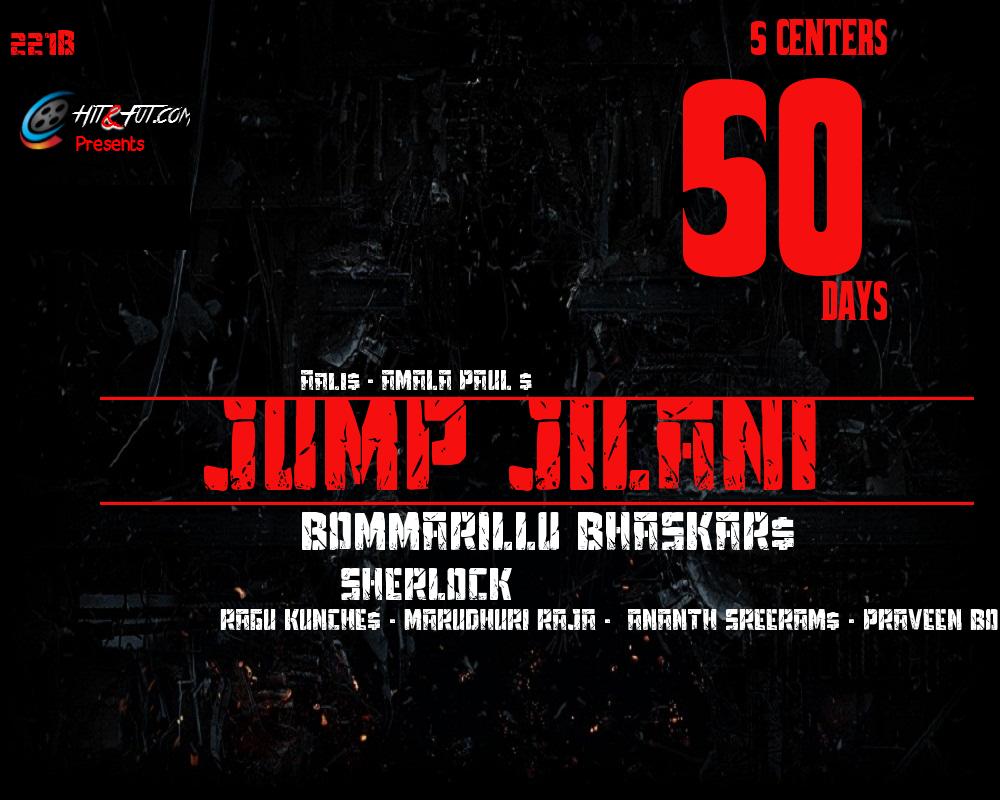 221B
5 CENTERS
HIT&FUT.COM
Presents
50
DAYS
AALI$ - AMALA PAUL $
JUMP JILANI
BOMMARILLU BHASKAR$
SHERLOCK
RAGU KUNCHE$ - MARUDHURI RAJA - ANANTH SREERAM$ - PRAVEEN BO